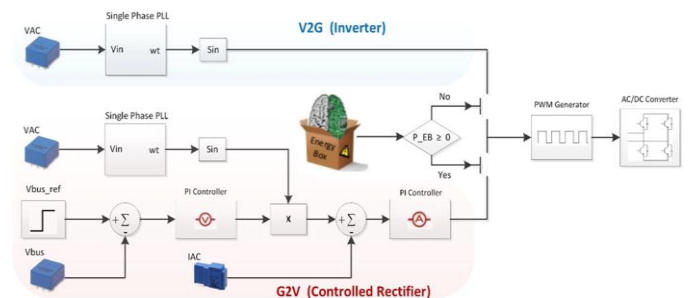 Single Phase PLL
V2G (Inverter)
VAC
Vin
wt
Sin
No
PWM Generator
AC/DC Converter
Energy
Box
P_EB ≥ 0
Single Phase PLL
VAC
Vin
wt
Sin
Yes
Vbus_ref
PI Controller
PI Controller
+
Σ
-
V
x
+
Σ
-
A
Vbus
IAC
G2V (Controlled Rectifier)